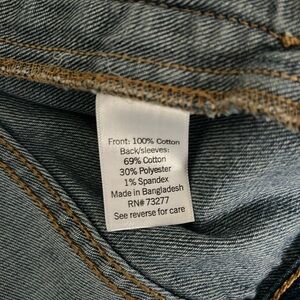 Front: 100% Cotton
Back/sleeves:
69% Cotton
30% Polyester
1% Spandex
Made in Bangladesh
RN# 73277
See reverse for care